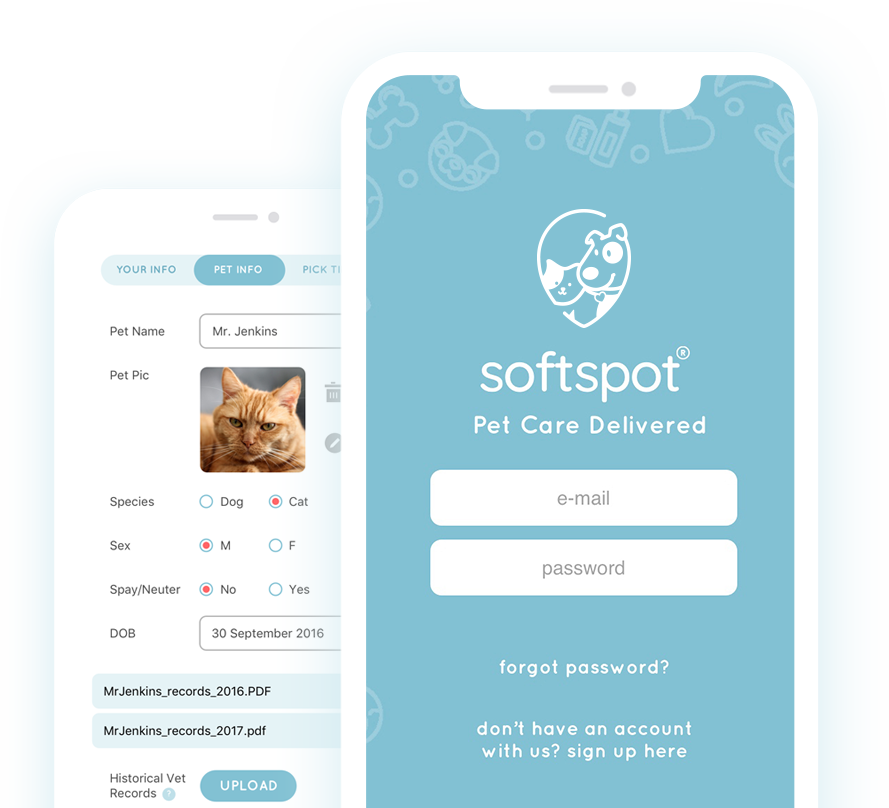 YOUR INFO
PET INFO
PICK TI
Pet Name
Mr. Jenkins
Pet Pic
Species
Dog
Cat
Sex
M
F
Spay/Neuter
No
Yes
DOB
30 September 2016
MrJenkins_records_2016.PDF
MrJenkins_records_2017.pdf
Historical Vet
Records ?
UPLOAD
softspot®
Pet Care Delivered
e-mail
password
forgot password?
don't have an account
with us? sign up here